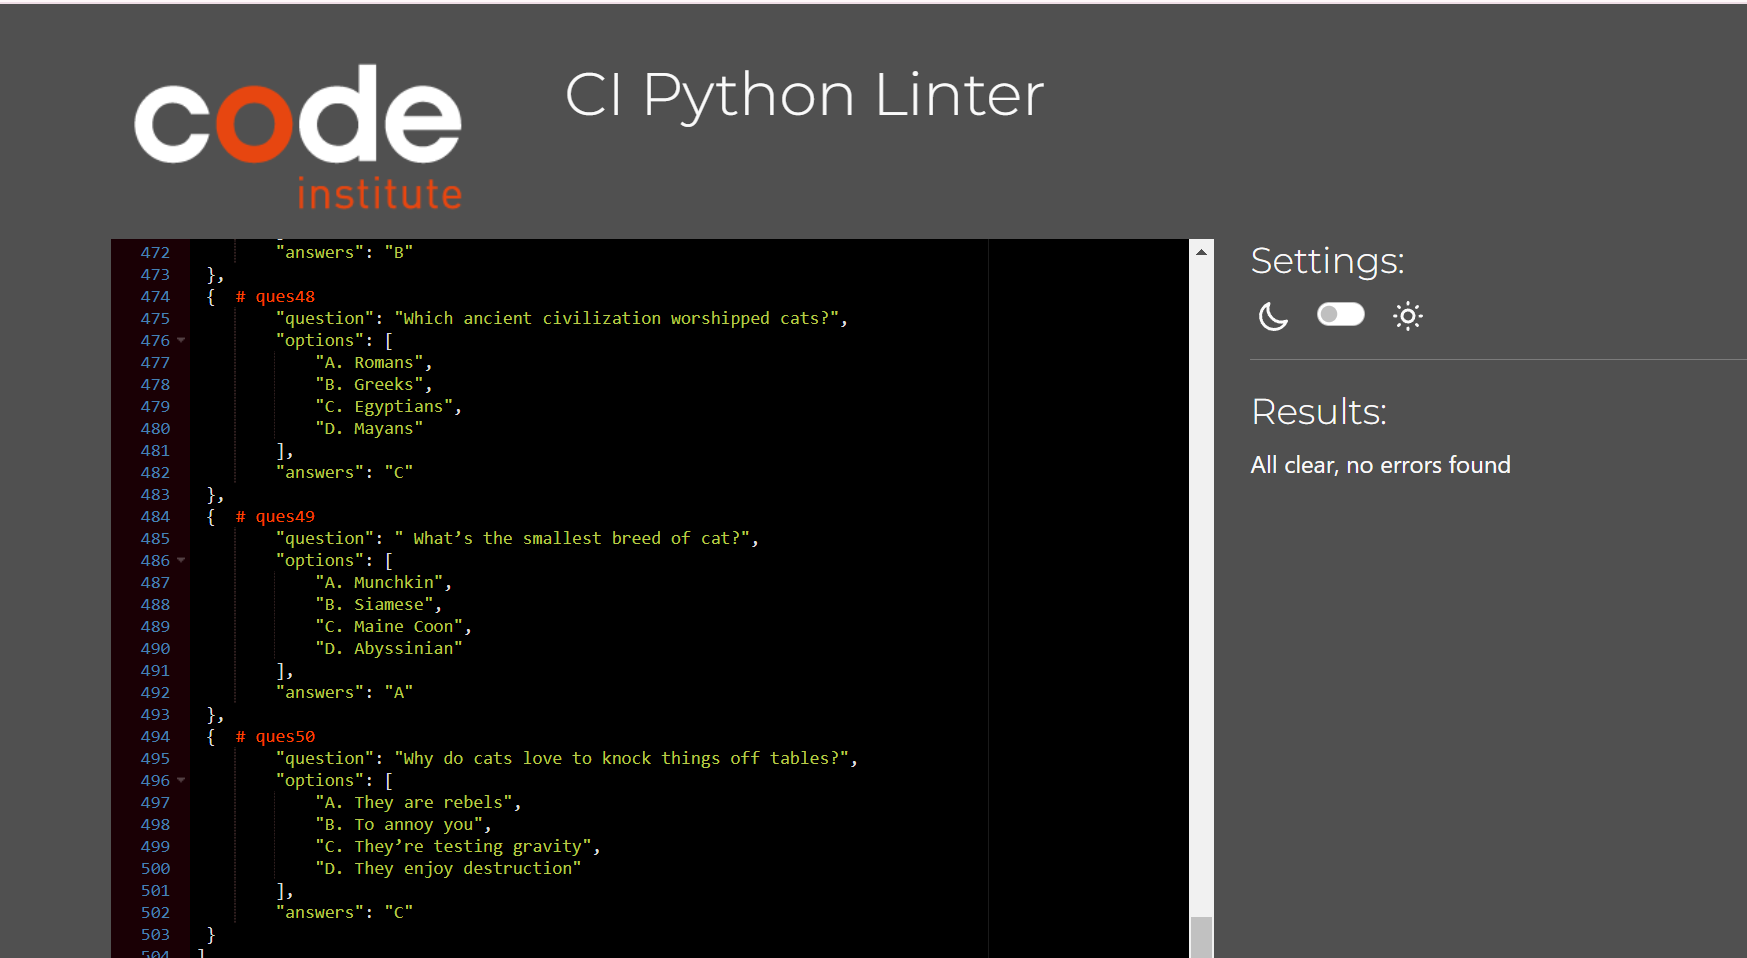 code
institute
CI Python Linter
472 "answers": "B"
473 },
474 { # ques48
475 "question": "Which ancient civilization worshipped cats?",
476 "options": [
477 "A. Romans",
478 "B. Greeks",
479 "C. Egyptians",
480 "D. Mayans"
481 ],
482 "answers": "C"
483 },
484 { # ques49
485 "question": " What’s the smallest breed of cat?",
486 "options": [
487 "A. Munchkin",
488 "B. Siamese",
489 "C. Maine Coon",
490 "D. Abyssinian"
491 ],
492 "answers": "A"
493 },
494 { # ques50
495 "question": "Why do cats love to knock things off tables?",
496 "options": [
497 "A. They are rebels",
498 "B. To annoy you",
499 "C. They’re testing gravity",
500 "D. They enjoy destruction"
501 ],
502 "answers": "C"
503 }
504 ]
Settings:
Results:
All clear, no errors found